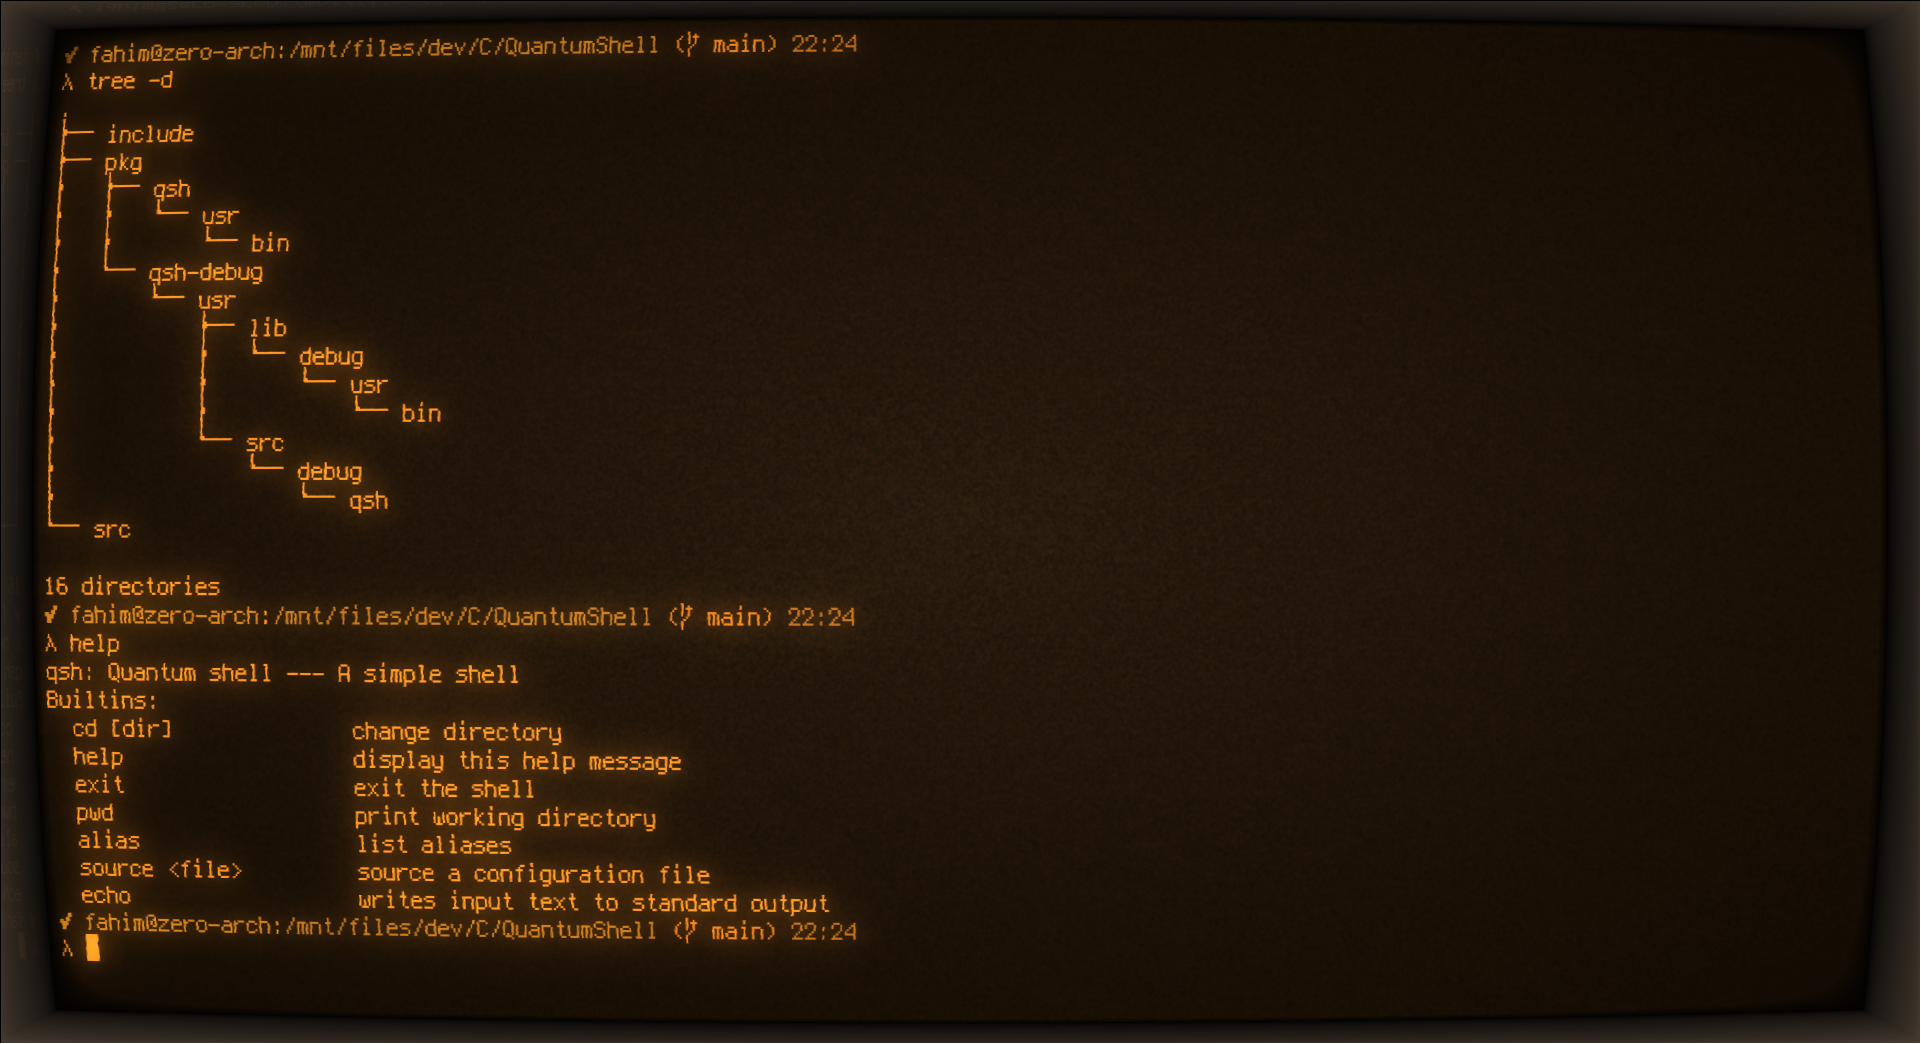 ✓ fahim@zero-arch:/mnt/files/dev/C/QuantumShell ( main) 22:24
λ tree -d
.
├── include
├── pkg
│   ├── qsh
│   │   └── usr
│   │       └── bin
│   └── qsh-debug
│       └── usr
│           ├── lib
│           │   └── debug
│           │       └── usr
│           │           └── bin
│           └── src
│               └── debug
│                   └── qsh
└── src

16 directories
✓ fahim@zero-arch:/mnt/files/dev/C/QuantumShell ( main) 22:24
λ help
qsh: Quantum shell --- A simple shell
Builtins:
  cd [dir]              change directory
  help                  display this help message
  exit                  exit the shell
  pwd                   print working directory
  alias                 list aliases
  source <file>         source a configuration file
  echo                  writes input text to standard output
✓ fahim@zero-arch:/mnt/files/dev/C/QuantumShell ( main) 22:24
λ